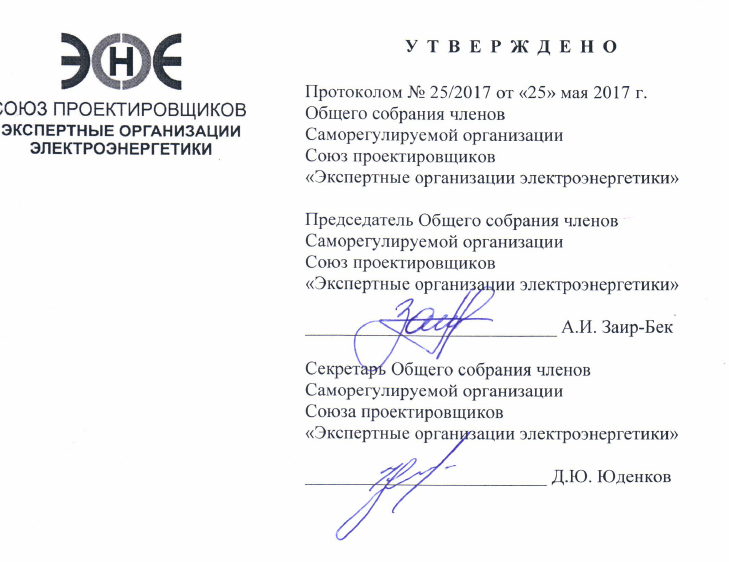 ЭНЕ
СОЮЗ ПРОЕКТИРОВЩИКОВ
ЭКСПЕРТНЫЕ ОРГАНИЗАЦИИ
ЭЛЕКТРОЭНЕРГЕТИКИ
УТВЕРЖДЕНО
Протоколом № 25/2017 от «25» мая 2017 г.
Общего собрания членов
Саморегулируемой организации
Союз проектировщиков
«Экспертные организации электроэнергетики»
Председатель Общего собрания членов
Саморегулируемой организации
Союз проектировщиков
«Экспертные организации электроэнергетики»
А.И. Заир-Бек
Секретарь Общего собрания членов
Саморегулируемой организации
Союза проектировщиков
«Экспертные организации электроэнергетики»
Д.Ю. Юденков